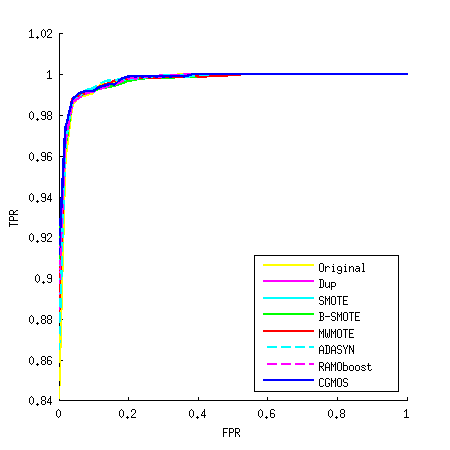 1.02
1
0.98
0.96
0.94
0.92
0.9
0.88
0.86
0.84
TPR
0 0.2 0.4 0.6 0.8 1
FPR
Original
Dup
SMOTE
B-SMOTE
MWMOTE
ADASYN
RAMOboost
CGMOS